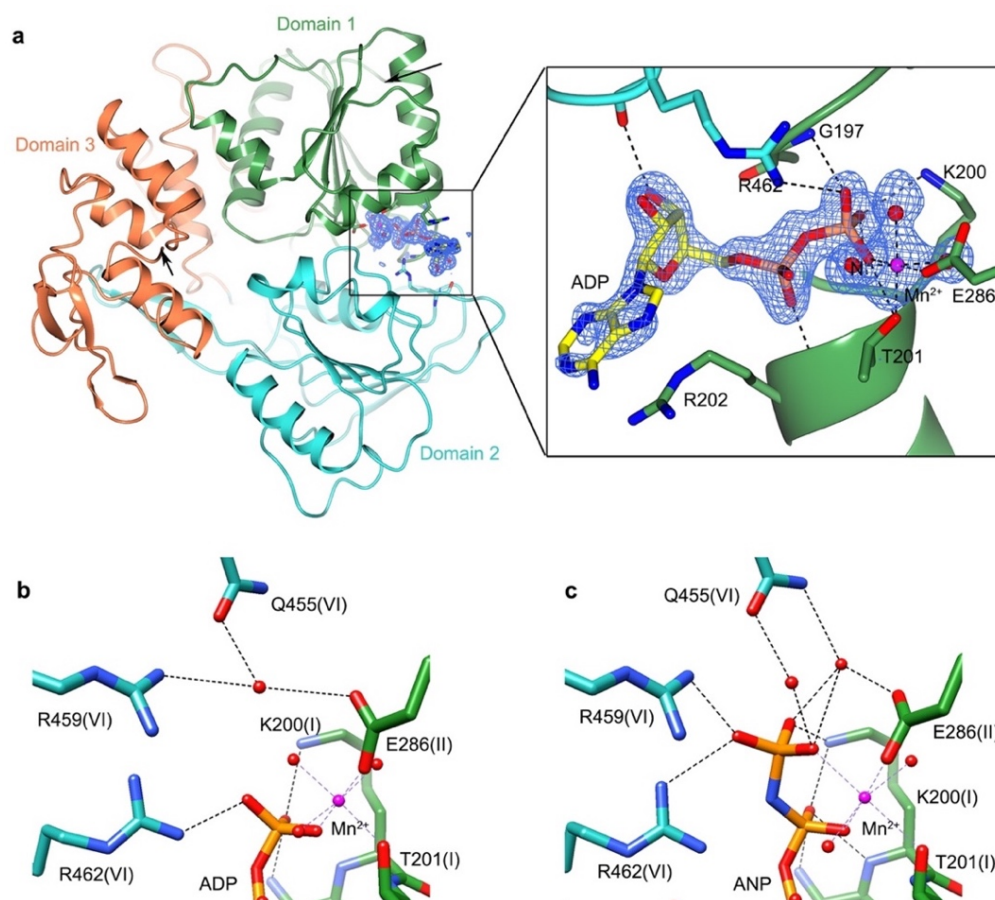 a
Domain 1
Domain 3
Domain 2
G197
R462
K200
ADP
N
Mn²⁺
E286
T201
R202
b
Q455(VI)
R459(VI)
K200(I)
E286(II)
Mn²⁺
R462(VI)
ADP
T201(I)
c
Q455(VI)
R459(VI)
E286(II)
K200(I)
Mn²⁺
R462(VI)
ANP
T201(I)